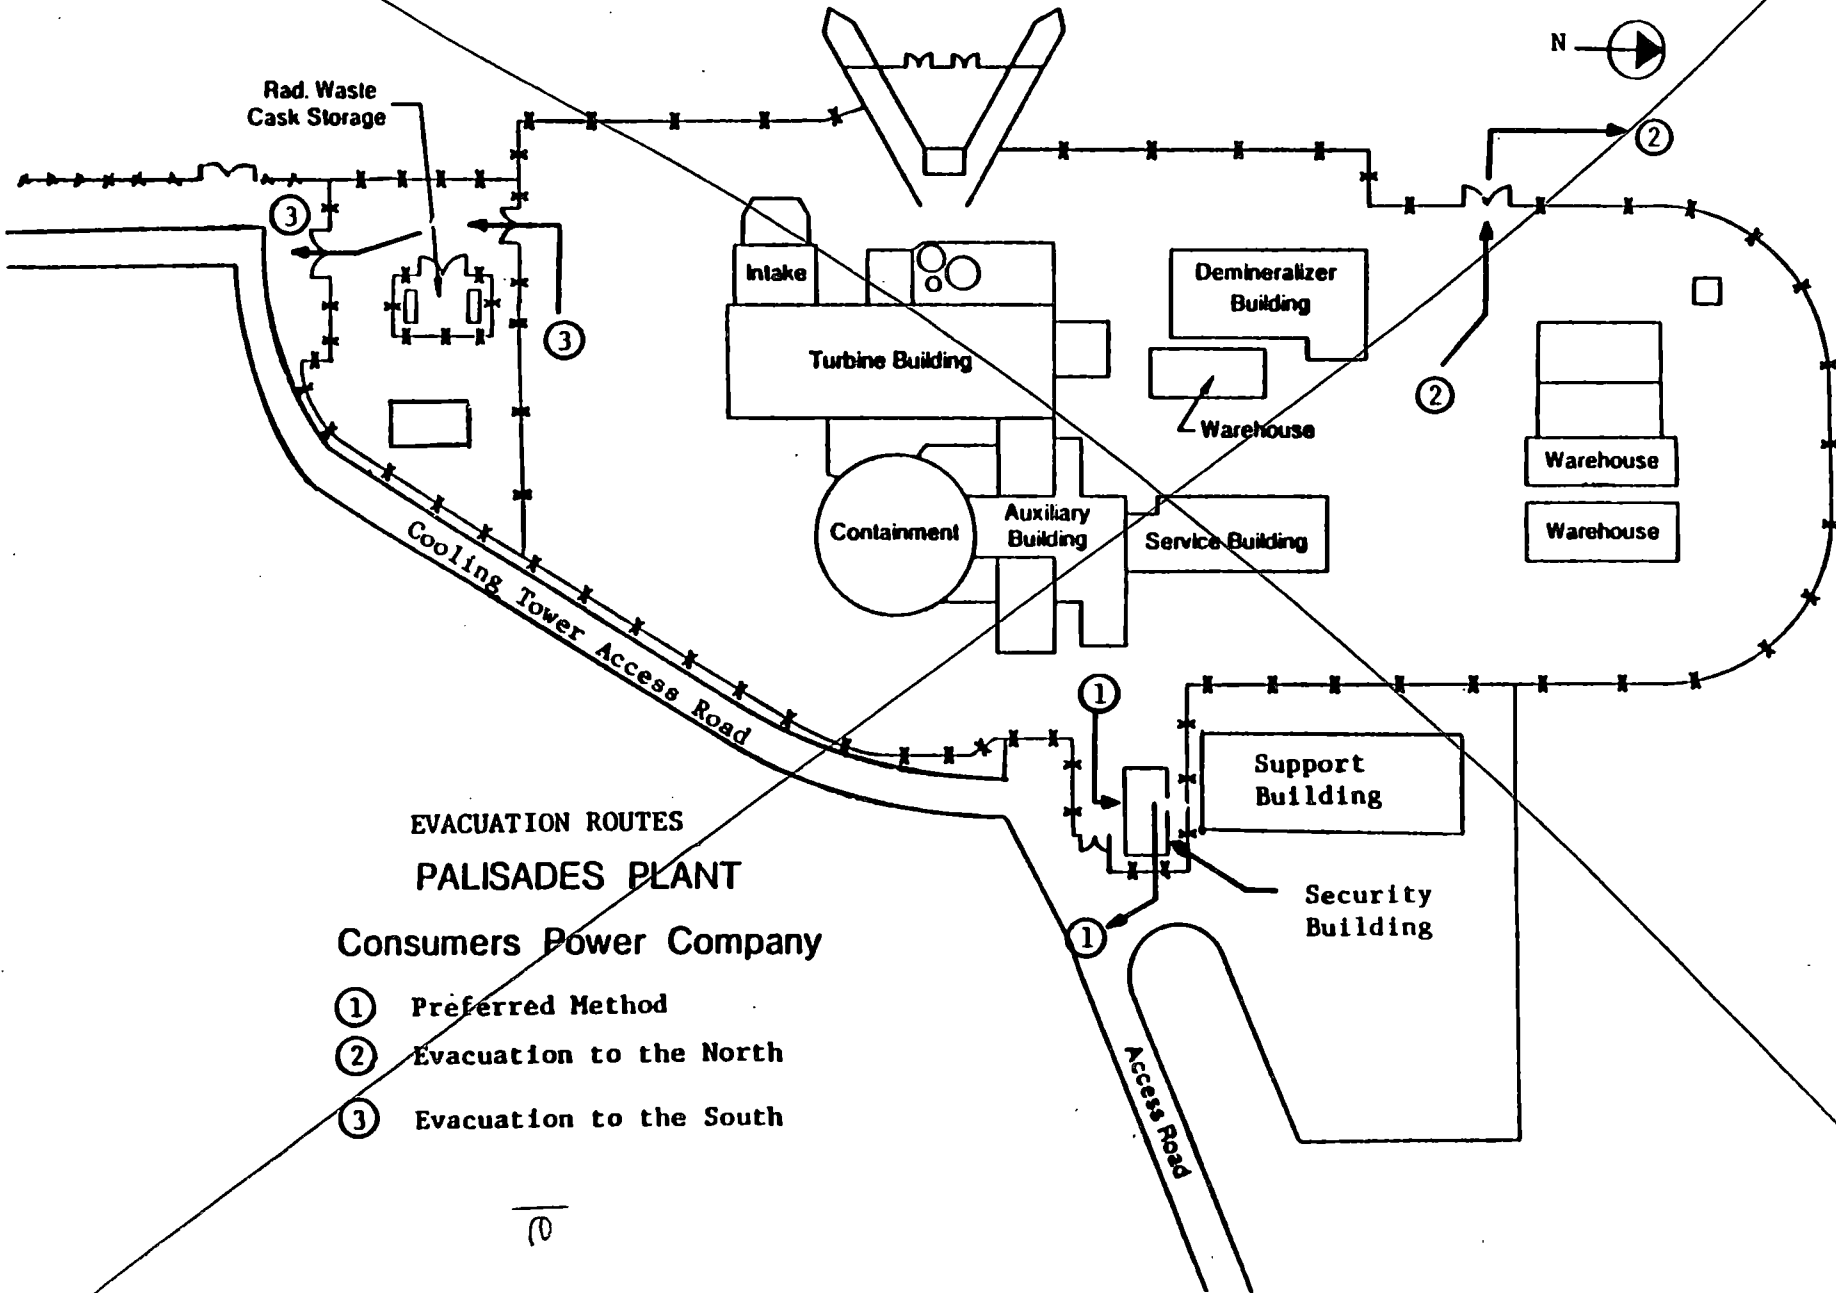 N
Rad. Waste
Cask Storage
2
3
Intake
Demineralizer
Building
3
Turbine Building
2
Warehouse
Warehouse
Containment
Auxiliary
Building
Service Building
Warehouse
Cooling Tower Access Road
1
Support
Building
EVACUATION ROUTES
PALISADES PLANT
Security
Building
Consumers Power Company
1
1 Preferred Method
2 Evacuation to the North
3 Evacuation to the South
Access Road